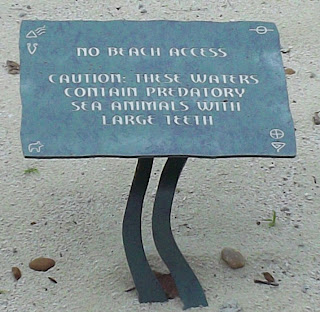 NO BEACH ACCESS
CAUTION: THESE WATERS
CONTAIN PREDATORY
SEA ANIMALS WITH
LARGE TEETH